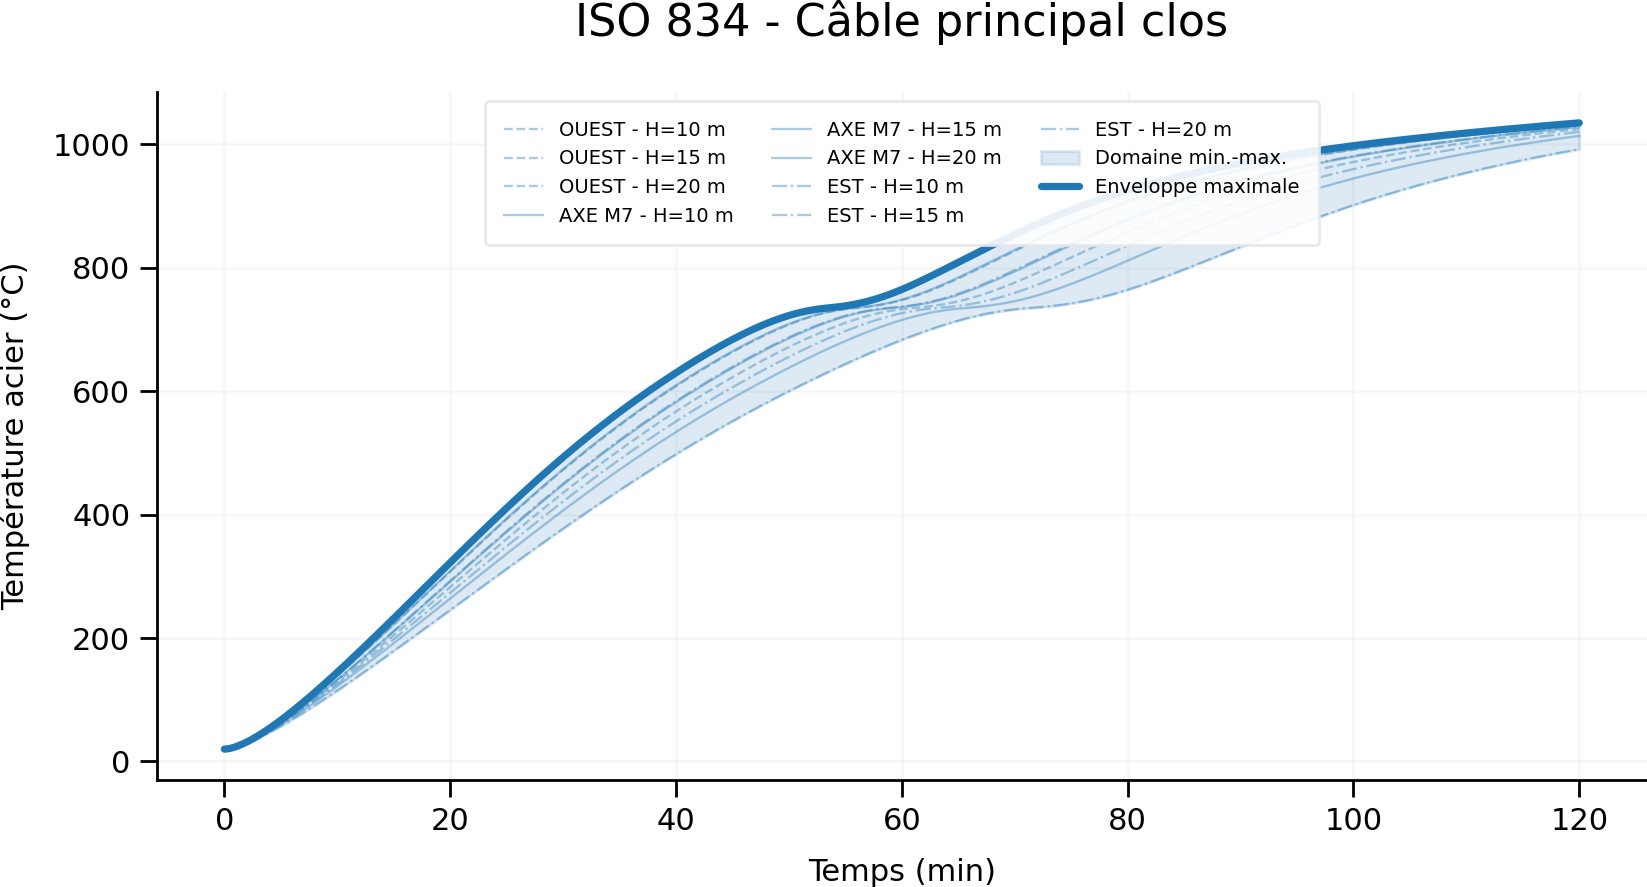 ISO 834 - Câble principal clos
OUEST - H=10 m
OUEST - H=15 m
OUEST - H=20 m
AXE M7 - H=10 m
AXE M7 - H=15 m
AXE M7 - H=20 m
EST - H=10 m
EST - H=15 m
EST - H=20 m
Domaine min.-max.
Enveloppe maximale
Température acier (°C)
1000
800
600
400
200
0
0
20
40
60
80
100
120
Temps (min)